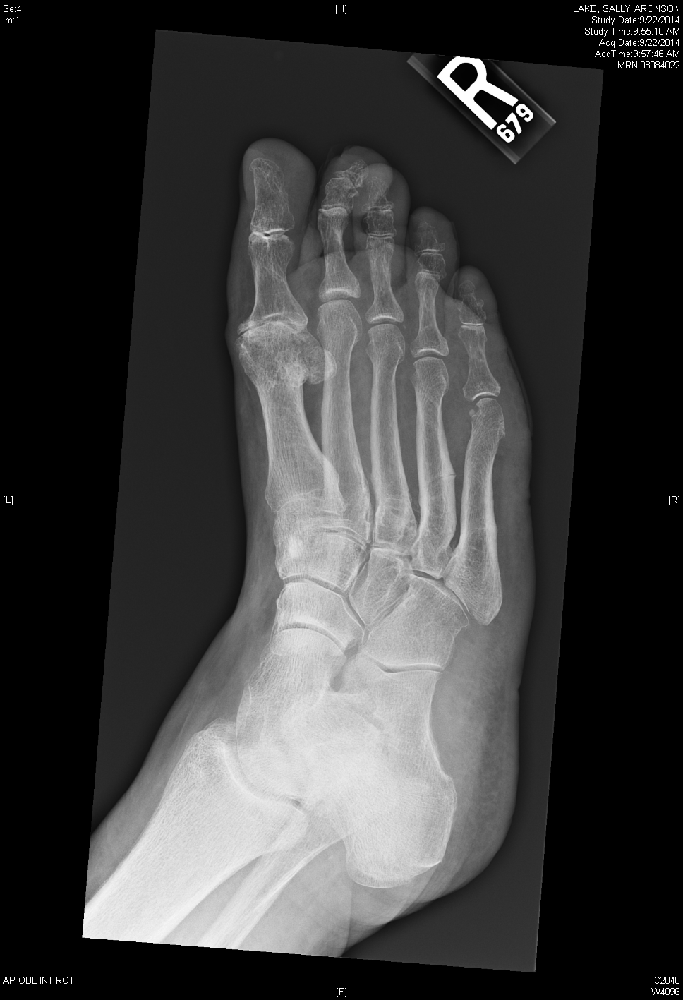 Se:4
Im:1
[H]
LAKE, SALLY, ARONSON
Study Date:9/22/2014
Study Time:9:55:10 AM
Acq Date:9/22/2014
AcqTime:9:57:46 AM
MRN:08084022
R
679
[L]
[R]
AP OBL INT ROT
[F]
C2048
W4096